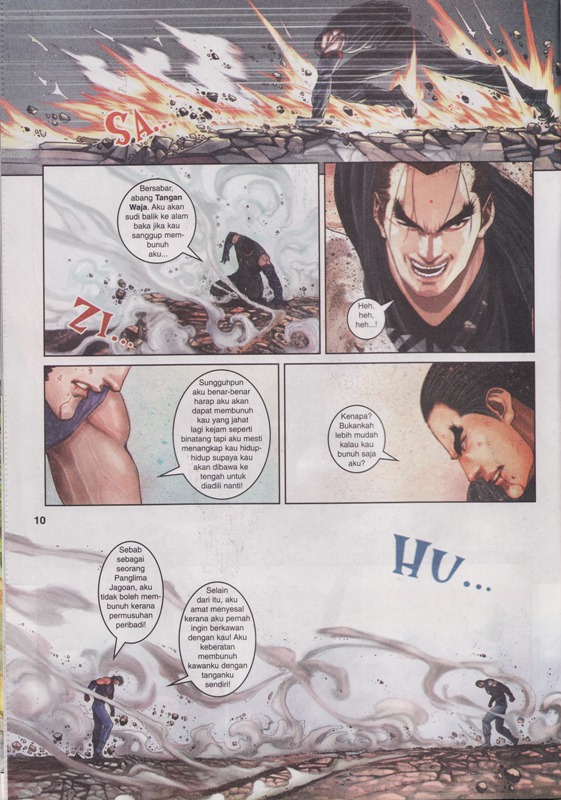 SA...
Bersabar,
abang Tangan
Waja. Aku akan
sudi balik ke alam
baka jika kau
sanggup mem-
bunuh
aku...
ZI...
Heh,
heh,
heh...!
Sungguhpun
aku benar-benar
harap aku akan
dapat membunuh
kau yang jahat
lagi kejam seperti
binatang tapi aku mesti
menangkap kau hidup-
hidup supaya kau
akan dibawa ke
tengah untuk
diadili nanti!
Kenapa?
Bukankah
lebih mudah
kalau kau
bunuh saja
aku?
10
HU...
Sebab
sebagai
seorang
Panglima
Jagoan, aku
tidak boleh mem-
bunuh kerana
permusuhan
peribadi!
Selain
dari itu, aku
amat menyesal
kerana aku pernah
ingin berkawan
dengan kau! Aku
keberatan
membunuh
kawanku dengan
tanganku
sendiri!